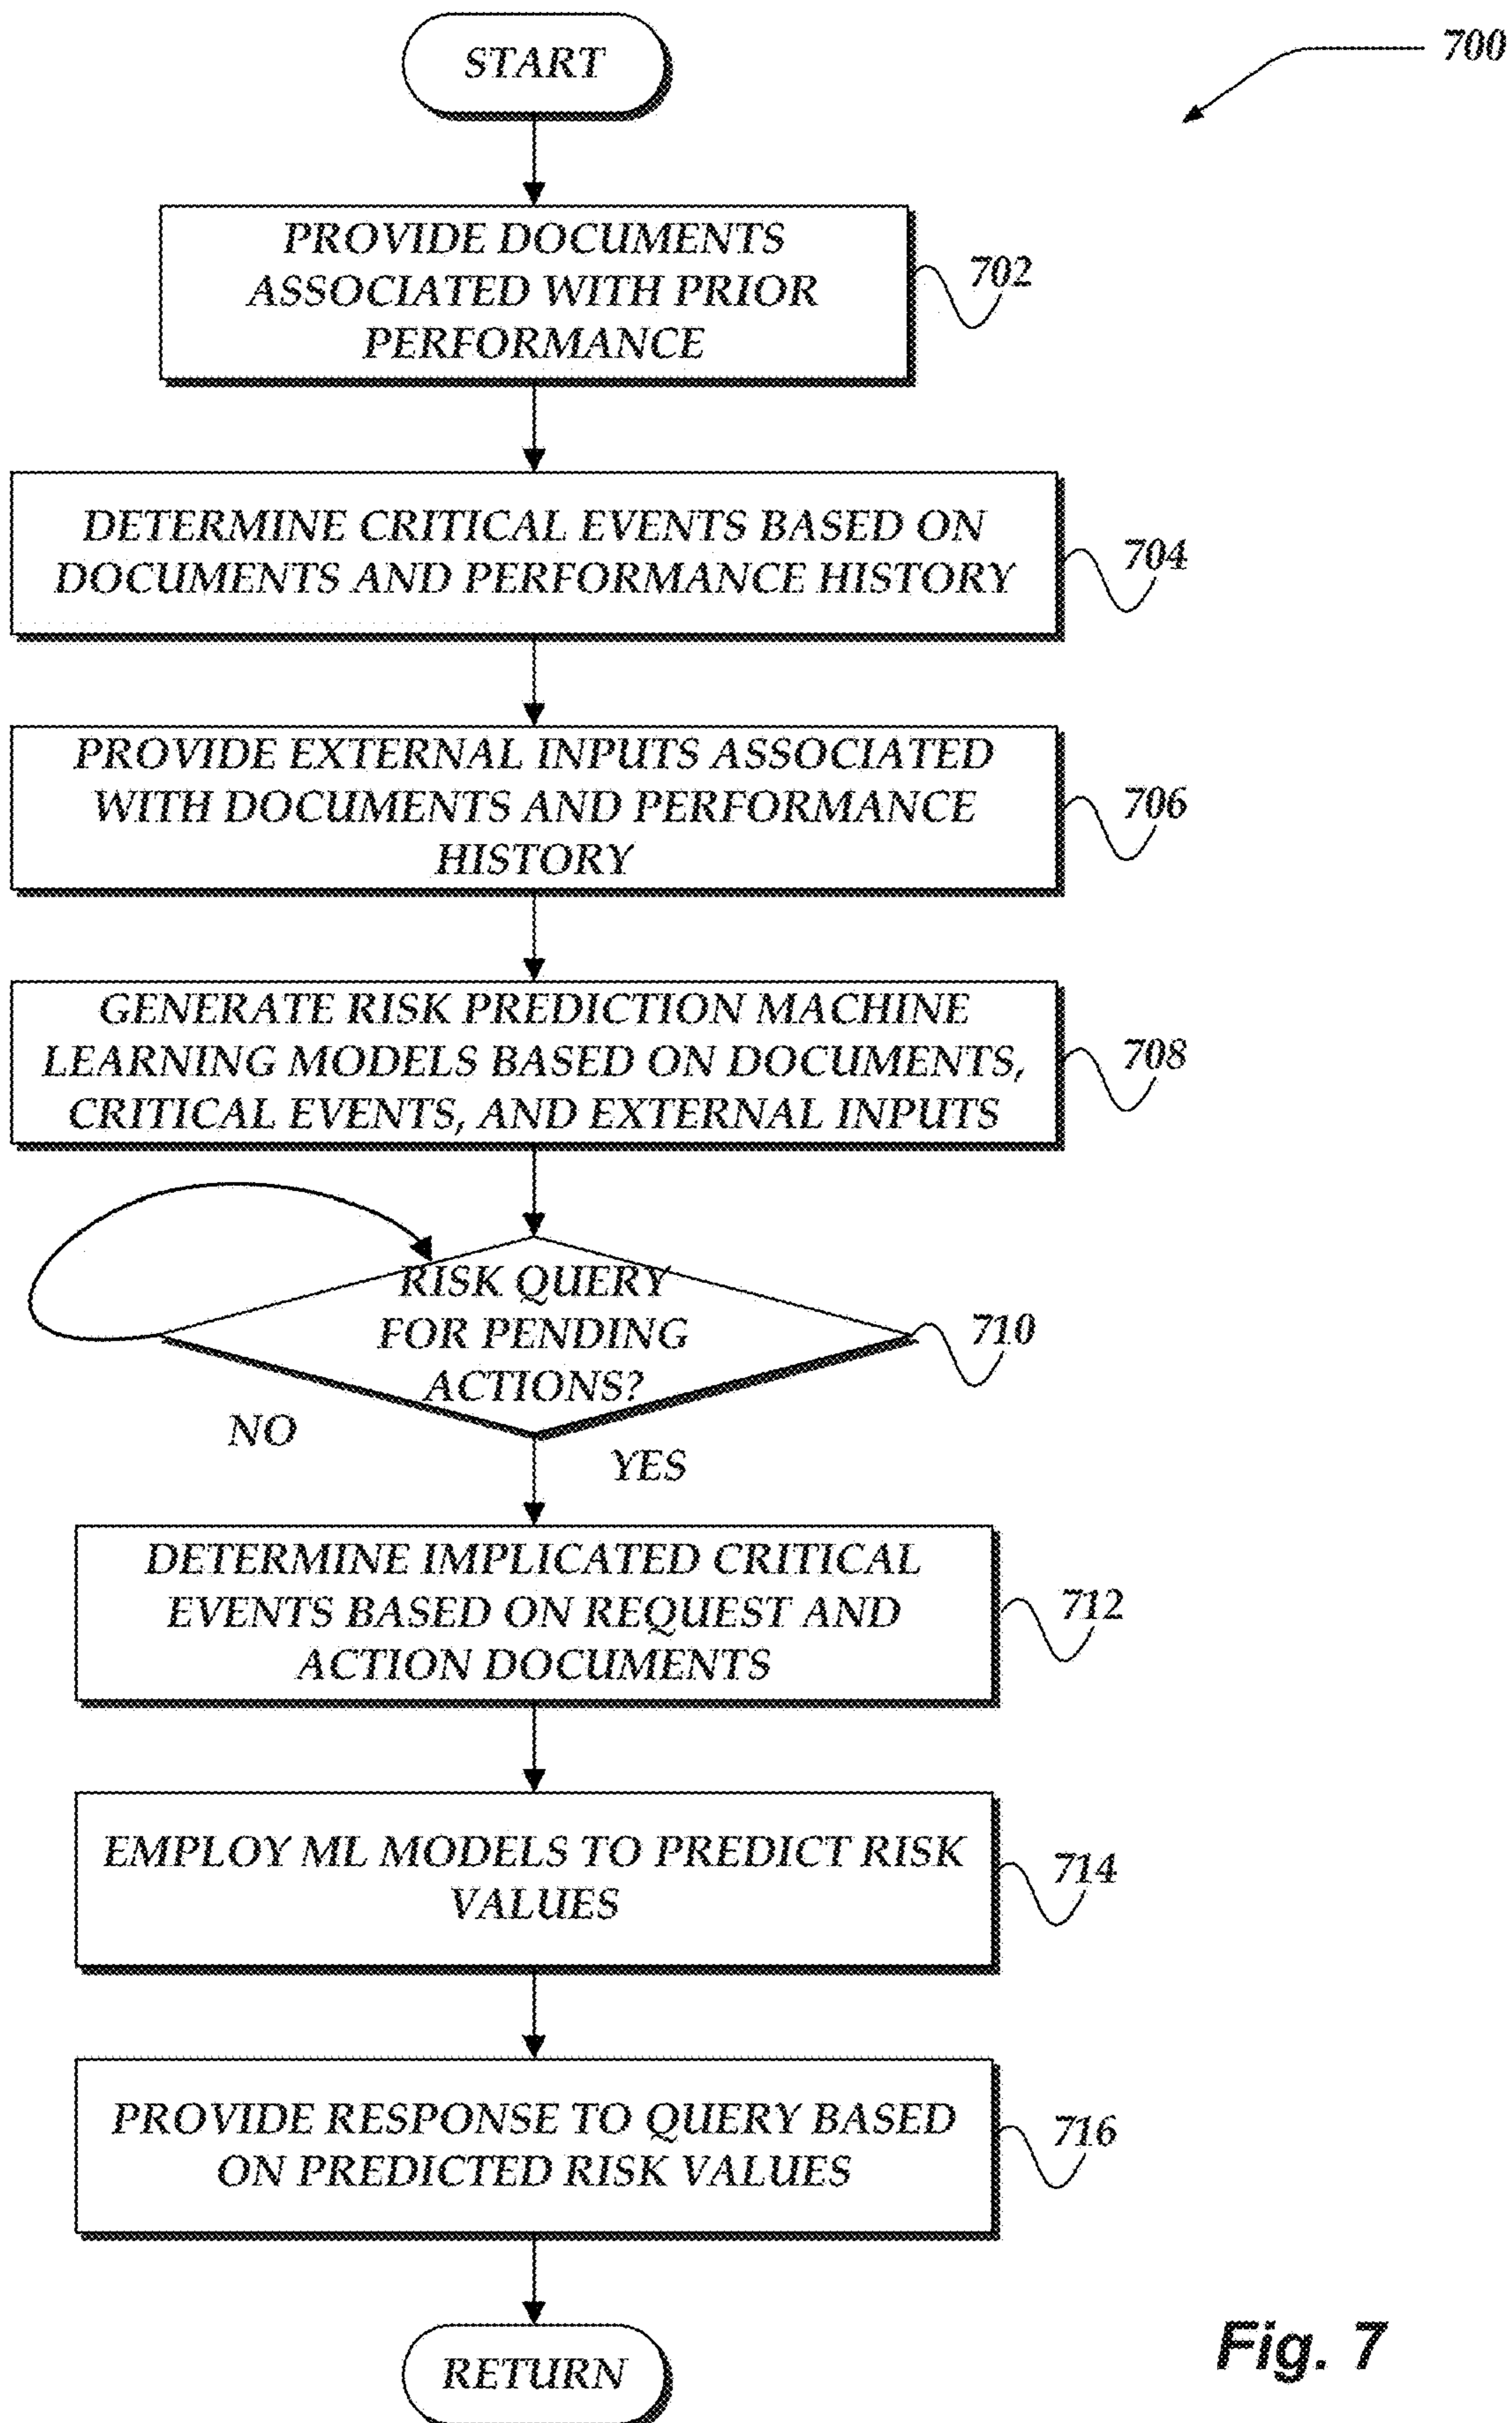 START
700
PROVIDE DOCUMENTS
ASSOCIATED WITH PRIOR
PERFORMANCE
702
DETERMINE CRITICAL EVENTS BASED ON
DOCUMENTS AND PERFORMANCE HISTORY
704
PROVIDE EXTERNAL INPUTS ASSOCIATED
WITH DOCUMENTS AND PERFORMANCE
HISTORY
706
GENERATE RISK PREDICTION MACHINE
LEARNING MODELS BASED ON DOCUMENTS,
CRITICAL EVENTS, AND EXTERNAL INPUTS
708
RISK QUERY
FOR PENDING
ACTIONS?
710
NO
YES
DETERMINE IMPLICATED CRITICAL
EVENTS BASED ON REQUEST AND
ACTION DOCUMENTS
712
EMPLOY ML MODELS TO PREDICT RISK
VALUES
714
PROVIDE RESPONSE TO QUERY BASED
ON PREDICTED RISK VALUES
716
RETURN
Fig. 7